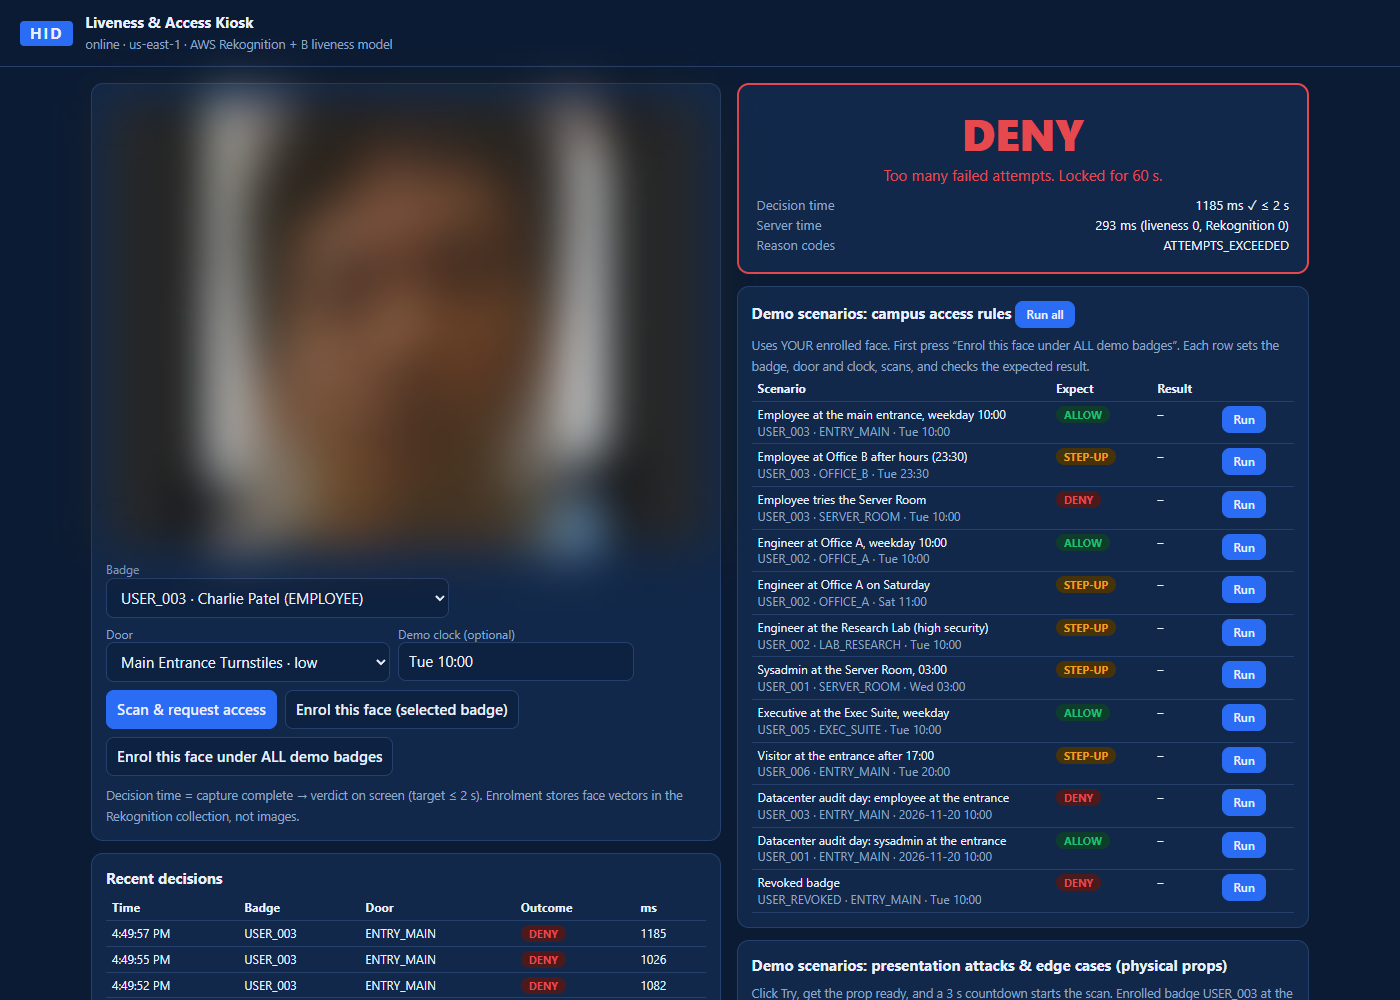 HID
Liveness & Access Kiosk
online · us-east-1 · AWS Rekognition + B liveness model
Badge
USER_003 · Charlie Patel (EMPLOYEE)
Door
Demo clock (optional)
Main Entrance Turnstiles · low
Tue 10:00
Scan & request access
Enrol this face (selected badge)
Enrol this face under ALL demo badges
Decision time = capture complete → verdict on screen (target ≤ 2 s). Enrolment stores face vectors in the
Rekognition collection, not images.
Recent decisions
Time Badge Door Outcome ms
4:49:57 PM USER_003 ENTRY_MAIN DENY 1185
4:49:55 PM USER_003 ENTRY_MAIN DENY 1026
4:49:52 PM USER_003 ENTRY_MAIN DENY 1082
DENY
Too many failed attempts. Locked for 60 s.
Decision time 1185 ms ✓ ≤ 2 s
Server time 293 ms (liveness 0, Rekognition 0)
Reason codes ATTEMPTS_EXCEEDED
Demo scenarios: campus access rules Run all
Uses YOUR enrolled face. First press “Enrol this face under ALL demo badges”. Each row sets the
badge, door and clock, scans, and checks the expected result.
Scenario Expect Result
Employee at the main entrance, weekday 10:00 ALLOW – Run
USER_003 · ENTRY_MAIN · Tue 10:00
Employee at Office B after hours (23:30) STEP-UP – Run
USER_003 · OFFICE_B · Tue 23:30
Employee tries the Server Room DENY – Run
USER_003 · SERVER_ROOM · Tue 10:00
Engineer at Office A, weekday 10:00 ALLOW – Run
USER_002 · OFFICE_A · Tue 10:00
Engineer at Office A on Saturday STEP-UP – Run
USER_002 · OFFICE_A · Sat 11:00
Engineer at the Research Lab (high security) STEP-UP – Run
USER_002 · LAB_RESEARCH · Tue 10:00
Sysadmin at the Server Room, 03:00 STEP-UP – Run
USER_001 · SERVER_ROOM · Wed 03:00
Executive at the Exec Suite, weekday ALLOW – Run
USER_005 · EXEC_SUITE · Tue 10:00
Visitor at the entrance after 17:00 STEP-UP – Run
USER_006 · ENTRY_MAIN · Tue 20:00
Datacenter audit day: employee at the entrance DENY – Run
USER_003 · ENTRY_MAIN · 2026-11-20 10:00
Datacenter audit day: sysadmin at the entrance ALLOW – Run
USER_001 · ENTRY_MAIN · 2026-11-20 10:00
Revoked badge DENY – Run
USER_REVOKED · ENTRY_MAIN · Tue 10:00
Demo scenarios: presentation attacks & edge cases (physical props)
Click Try, get the prop ready, and a 3 s countdown starts the scan. Enrolled badge USER_003 at the